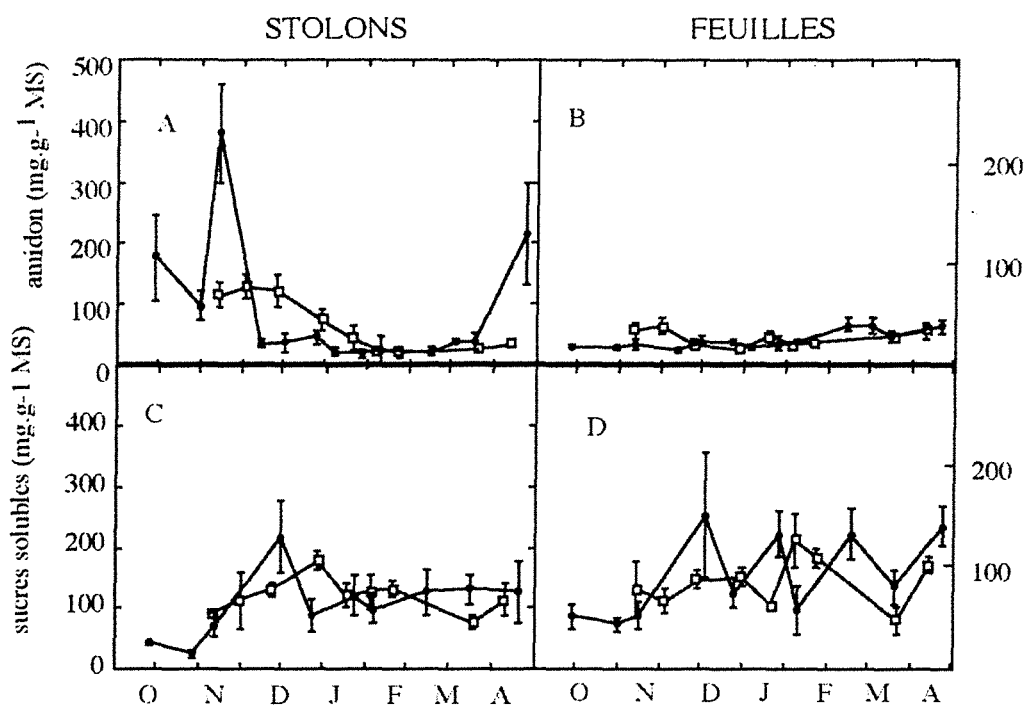 STOLONS FEUILLES
amidon (mg.g-1 MS)
500
400
300
200
100
0
A
B
200
100
sucres solubles (mg.g-1 MS)
400
300
200
100
0
C
D
200
100
O N D J F M A O N D J F M A